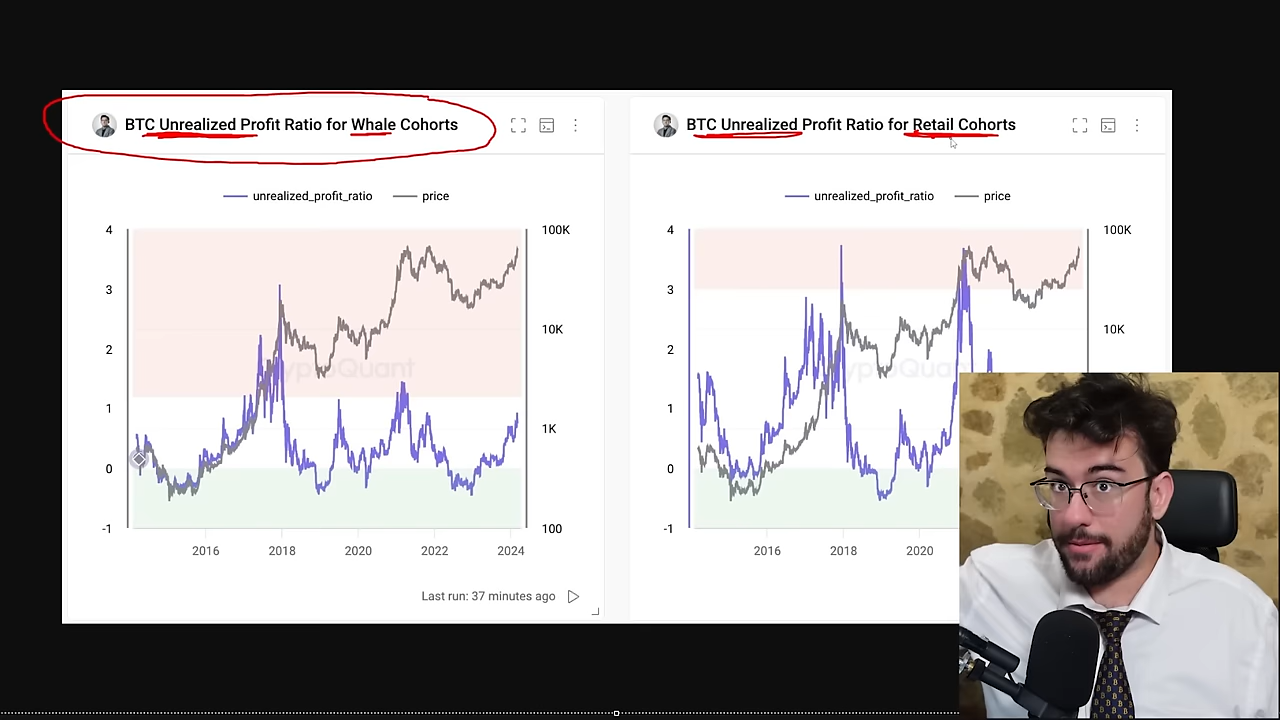 BTC Unrealized Profit Ratio for Whale Cohorts
unrealized_profit_ratio price
4 100K
3
10K
2
1
1K
0
-1 100
2016 2018 2020 2022 2024
CryptoQuant
Last run: 37 minutes ago
BTC Unrealized Profit Ratio for Retail Cohorts
unrealized_profit_ratio price
4 100K
3
10K
2
1
0
-1
2016 2018 2020